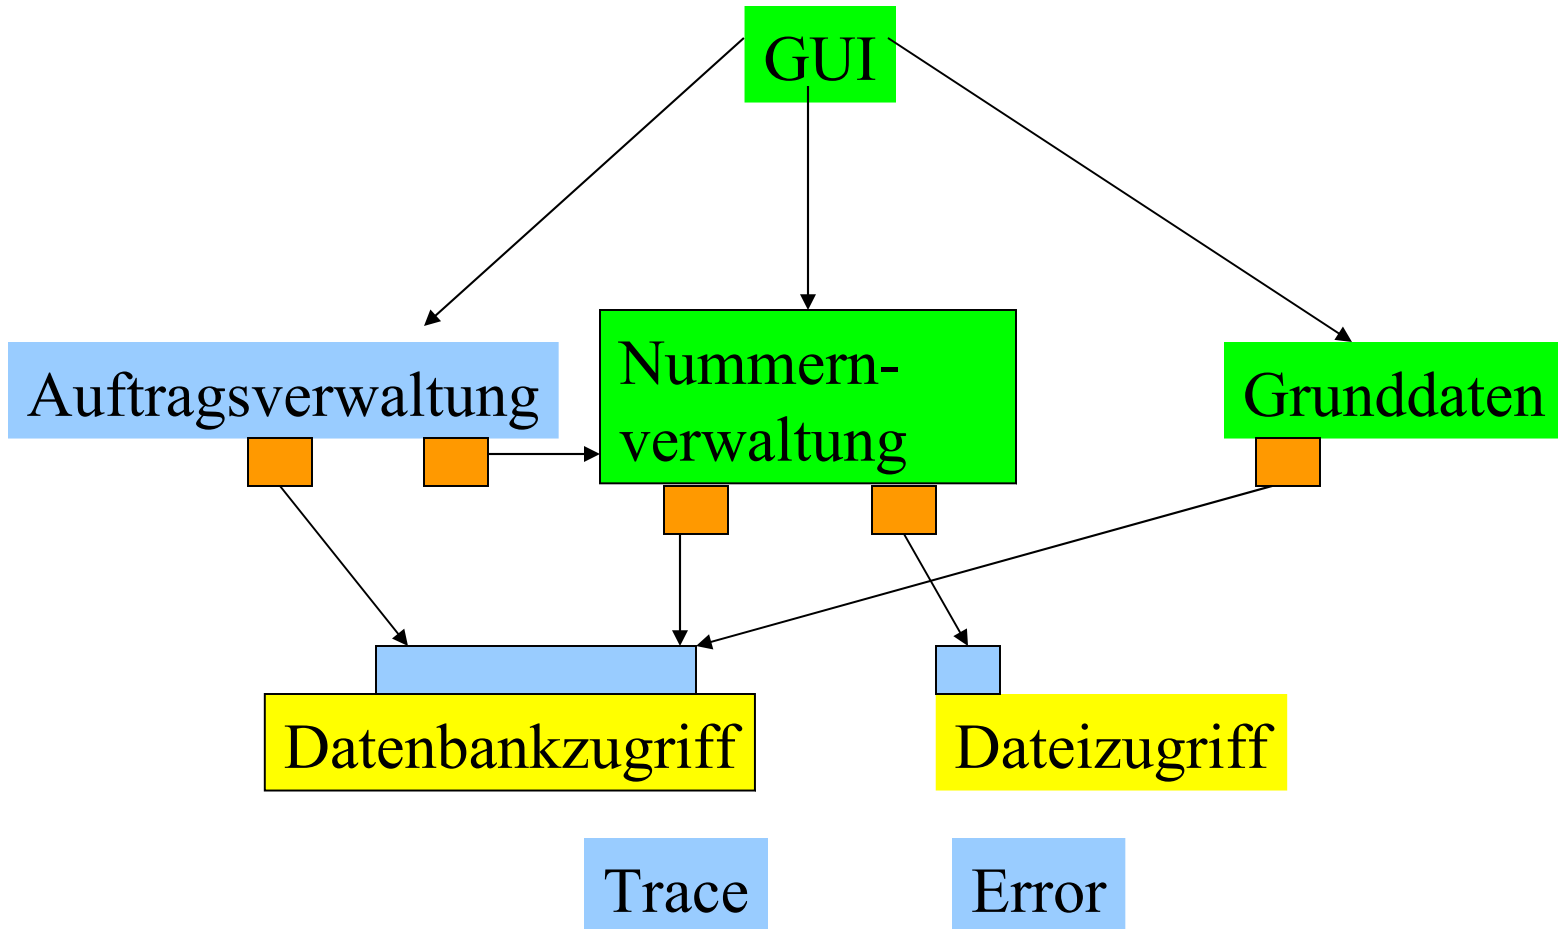 GUI
Auftragsverwaltung
Nummern-
verwaltung
Grunddaten
Datenbankzugriff
Dateizugriff
Trace
Error